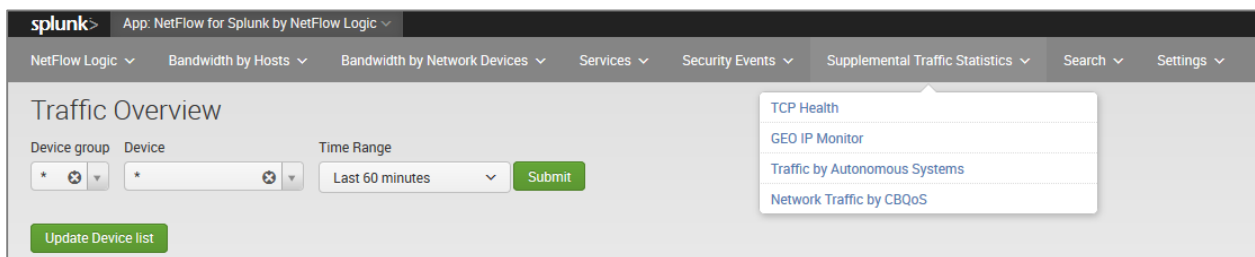 splunk> App: NetFlow for Splunk by NetFlow Logic
NetFlow Logic Bandwidth by Hosts Bandwidth by Network Devices Services Security Events Supplemental Traffic Statistics Search Settings
Traffic Overview
TCP Health
GEO IP Monitor
Traffic by Autonomous Systems
Network Traffic by CBQoS
Device group Device Time Range
* * Last 60 minutes Submit
Update Device list